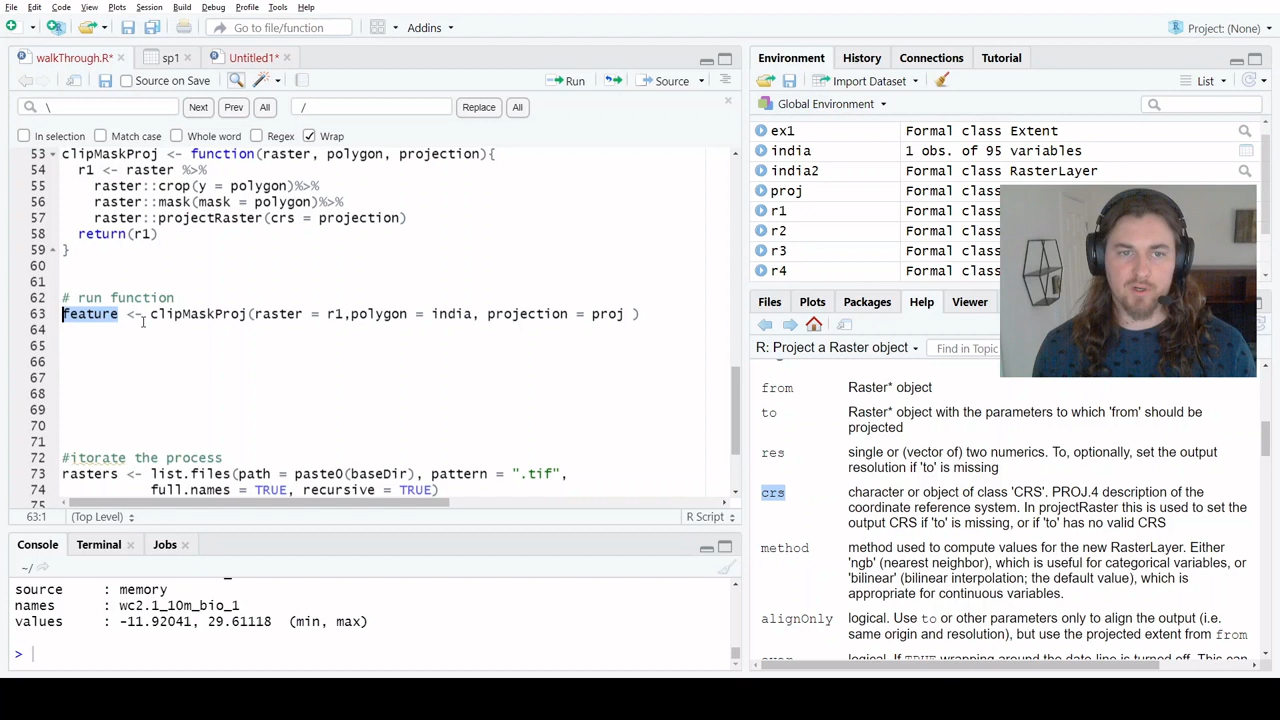 File Edit Code View Plots Session Build Debug Profile Tools Help
Go to file/function
Addins
Project: (None)
walkThrough.R*
sp1
Untitled1*
Source on Save
Run
Source
\
Next
Prev
All
/
Replace
All
In selection
Match case
Whole word
Regex
Wrap
53 clipMaskProj <- function(raster, polygon, projection){
54 r1 <- raster %>%
55 raster::crop(y = polygon)%>%
56 raster::mask(mask = polygon)%>%
57 raster::projectRaster(crs = projection)
58 return(r1)
59 }
60
61
62 # run function
63 feature <- clipMaskProj(raster = r1,polygon = india, projection = proj )
64
65
66
67
68
69
70
71
72 #itorate the process
73 rasters <- list.files(path = paste0(baseDir), pattern = ".tif",
74 full.names = TRUE, recursive = TRUE)
75
63:1
(Top Level)
R Script
Console
Terminal
Jobs
~/
source : memory
names : wc2.1_10m_bio_1
values : -11.92041, 29.61118 (min, max)
>
Environment
History
Connections
Tutorial
Import Dataset
List
Global Environment
ex1 Formal class Extent
india 1 obs. of 95 variables
india2 Formal class RasterLayer
proj Formal class
r1 Formal class
r2 Formal class
r3 Formal class
r4 Formal class
Files
Plots
Packages
Help
Viewer
R: Project a Raster object
Find in Topic
from Raster* object
to Raster* object with the parameters to which 'from' should be
projected
res single or (vector of) two numerics. To, optionally, set the output
resolution if 'to' is missing
crs character or object of class 'CRS'. PROJ.4 description of the
coordinate reference system. In projectRaster this is used to set the
output CRS if 'to' is missing, or if 'to' has no valid CRS
method method used to compute values for the new RasterLayer. Either
'ngb' (nearest neighbor), which is useful for categorical variables, or
'bilinear' (bilinear interpolation; the default value), which is
appropriate for continuous variables.
alignOnly logical. Use to or other parameters only to align the output (i.e.
same origin and resolution), but use the projected extent from from
logical. If TRUE wrapping around the date line is turned off. This can